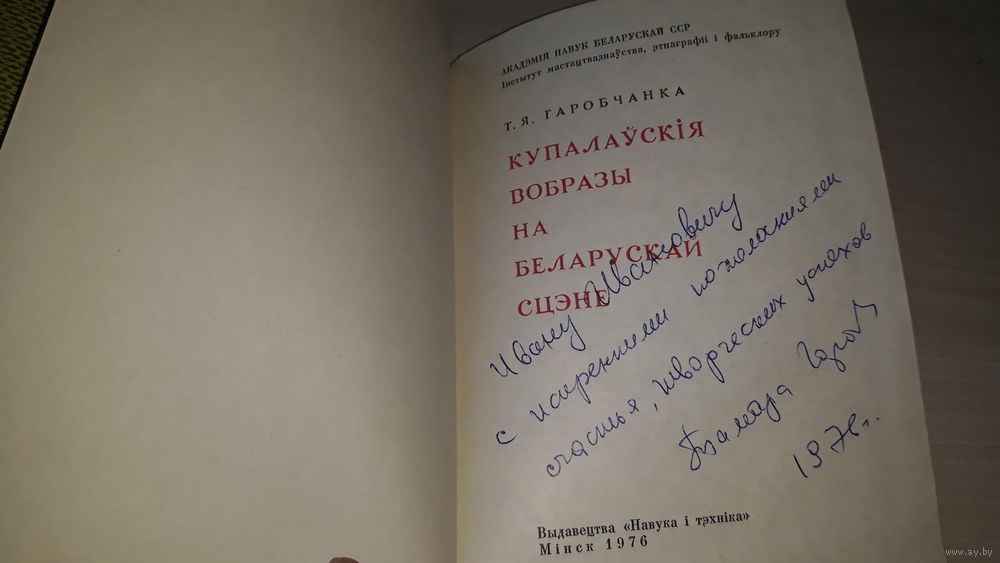 АКАДЭМІЯ НАВУК БЕЛАРУСКАЙ ССР
Інстытут мастацтвазнаўства, этнаграфіі і фальклору
Т. Я. ГАРОБЧАНКА
КУПАЛАЎСКІЯ
ВОБРАЗЫ
НА
БЕЛАРУСКАЙ
СЦЭНЕ
Ивану Ивановичу
с искренними пожеланиями
счастья, творческих успехов
Тамара
1976г.
Выдавецтва «Навука і тэхніка»
Мінск 1976
www.ay.by